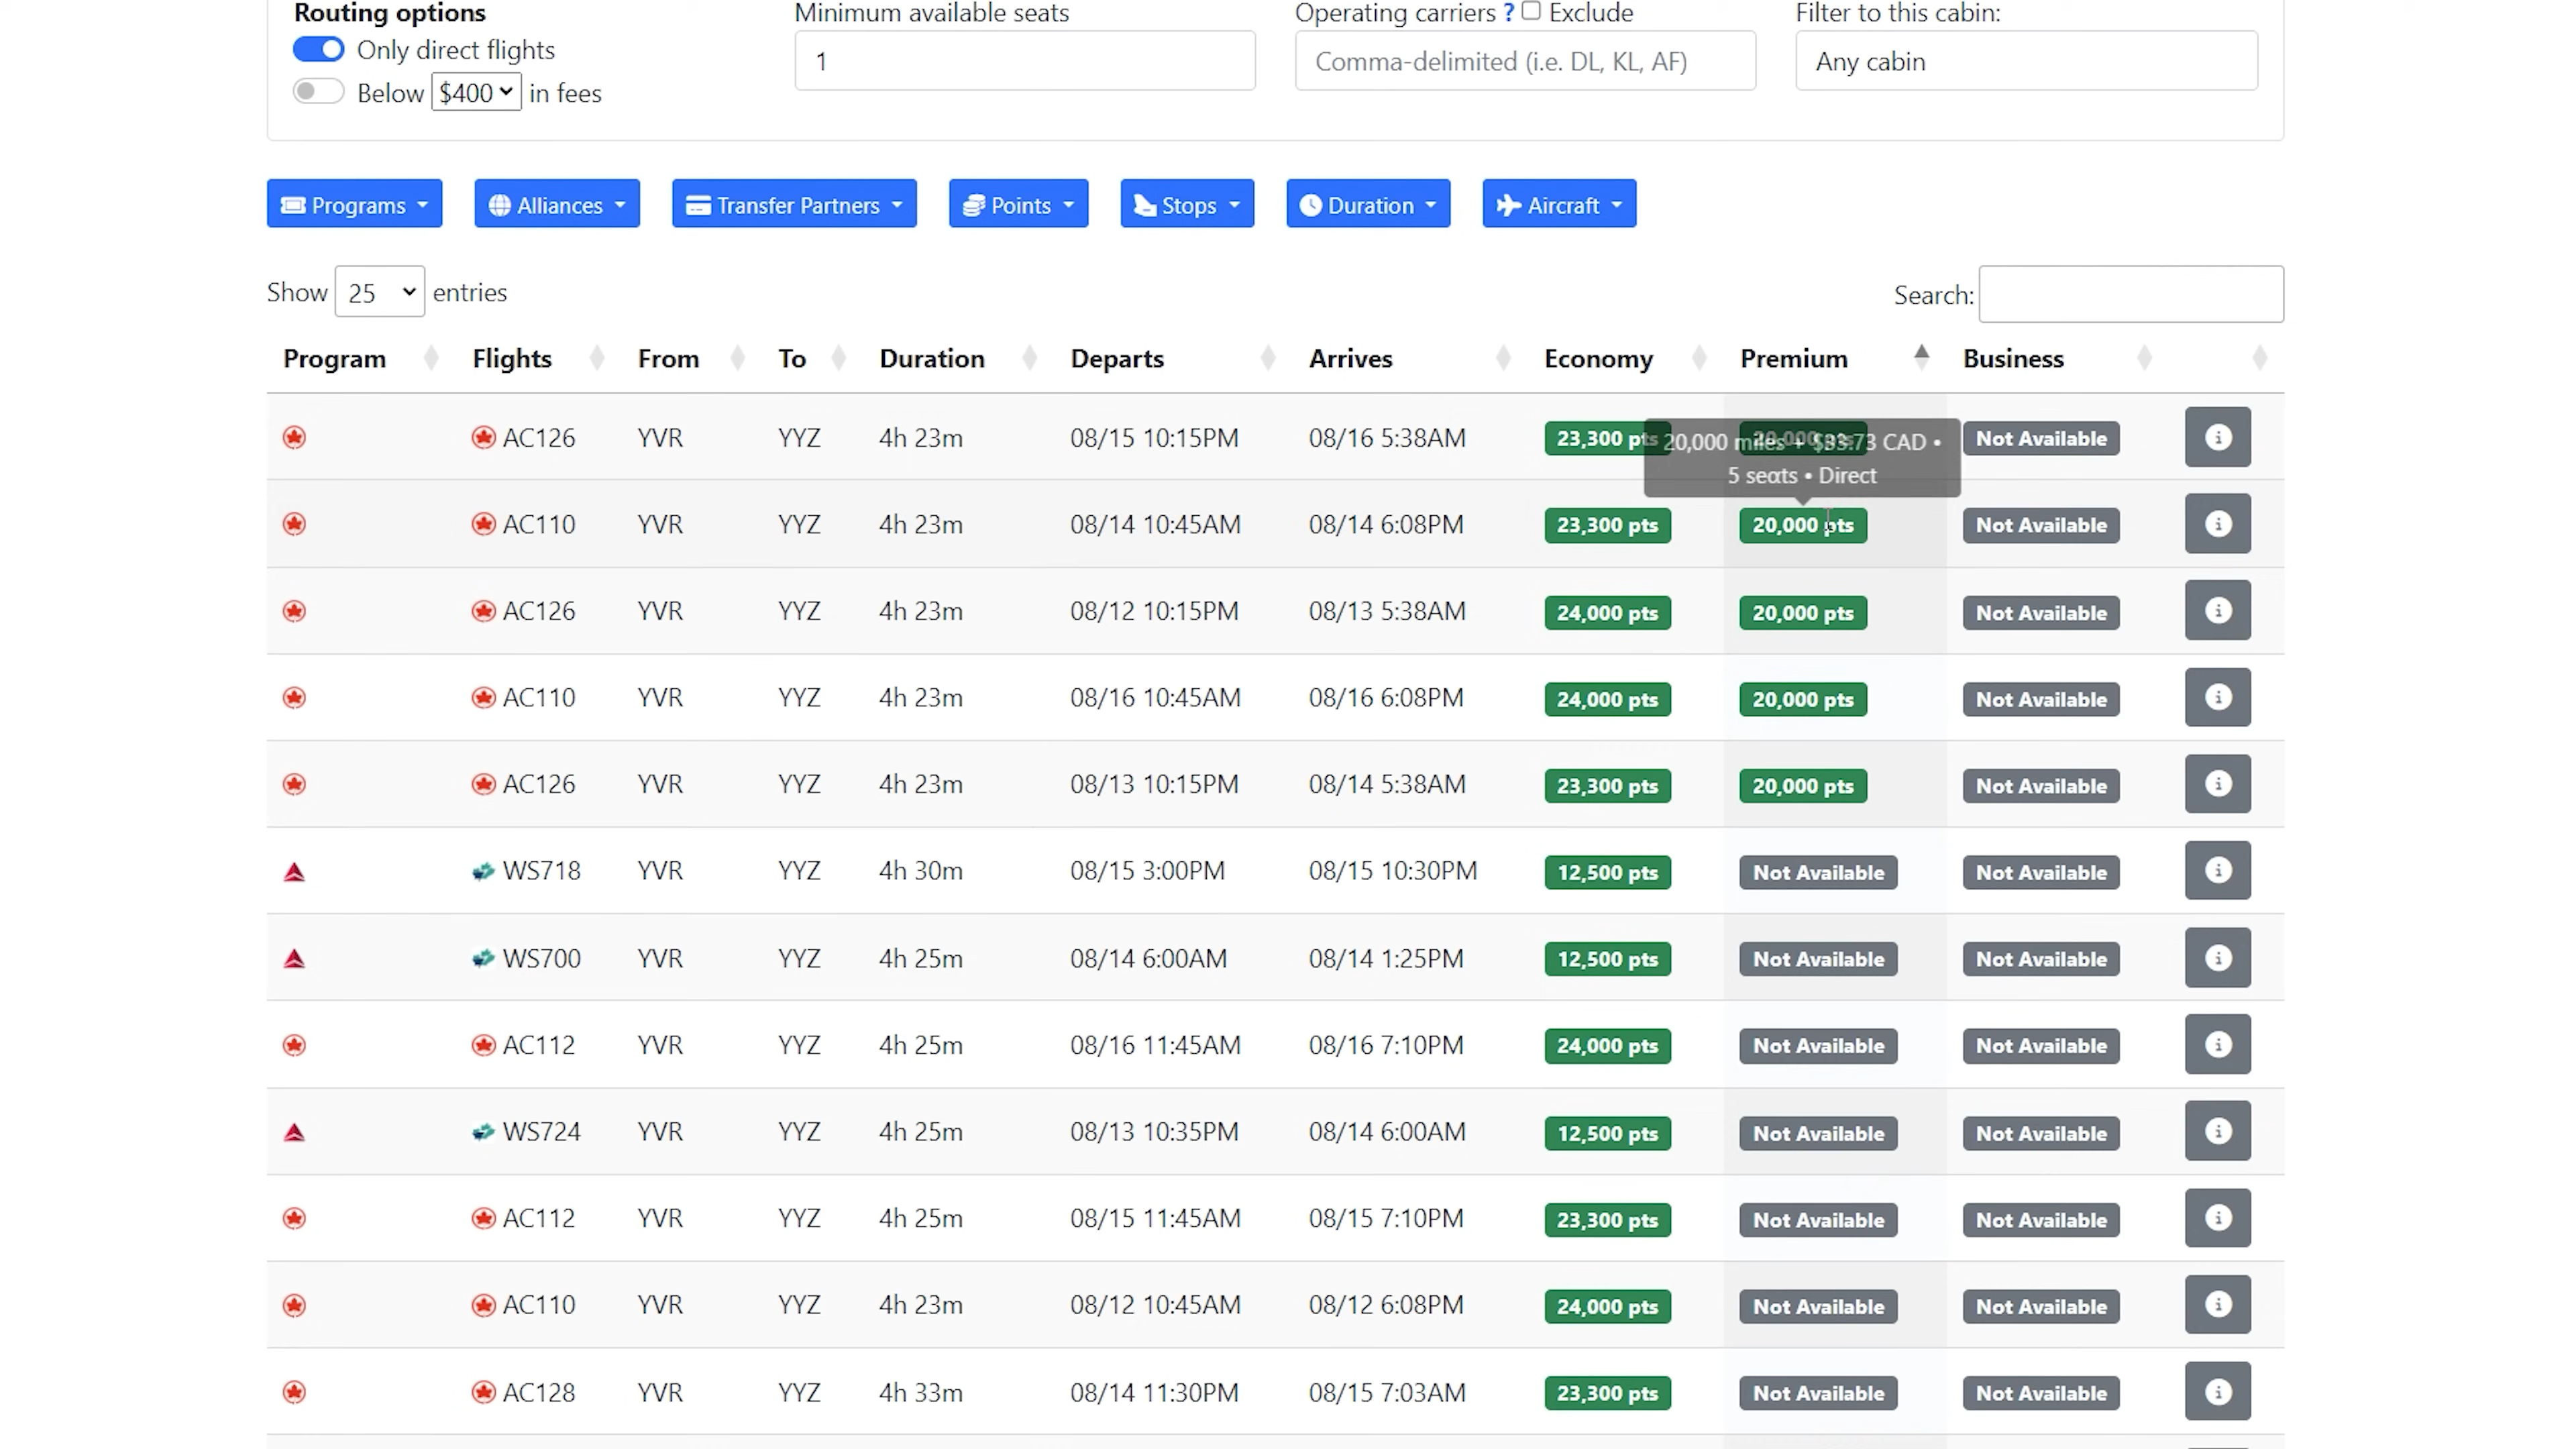 Routing options
Only direct flights
Below $400 in fees
Minimum available seats
1
Operating carriers ? Exclude
Comma-delimited (i.e. DL, KL, AF)
Filter to this cabin:
Any cabin
Programs Alliances Transfer Partners Points Stops Duration Aircraft
Show 25 entries
Search:
Program Flights From To Duration Departs Arrives Economy Premium Business
AC126 YVR YYZ 4h 23m 08/15 10:15PM 08/16 5:38AM 23,300 pts 20,000 pts Not Available
20,000 miles + $33.73 CAD •
5 seats • Direct
AC110 YVR YYZ 4h 23m 08/14 10:45AM 08/14 6:08PM 23,300 pts 20,000 pts Not Available
AC126 YVR YYZ 4h 23m 08/12 10:15PM 08/13 5:38AM 24,000 pts 20,000 pts Not Available
AC110 YVR YYZ 4h 23m 08/16 10:45AM 08/16 6:08PM 24,000 pts 20,000 pts Not Available
AC126 YVR YYZ 4h 23m 08/13 10:15PM 08/14 5:38AM 23,300 pts 20,000 pts Not Available
WS718 YVR YYZ 4h 30m 08/15 3:00PM 08/15 10:30PM 12,500 pts Not Available Not Available
WS700 YVR YYZ 4h 25m 08/14 6:00AM 08/14 1:25PM 12,500 pts Not Available Not Available
AC112 YVR YYZ 4h 25m 08/16 11:45AM 08/16 7:10PM 24,000 pts Not Available Not Available
WS724 YVR YYZ 4h 25m 08/13 10:35PM 08/14 6:00AM 12,500 pts Not Available Not Available
AC112 YVR YYZ 4h 25m 08/15 11:45AM 08/15 7:10PM 23,300 pts Not Available Not Available
AC110 YVR YYZ 4h 23m 08/12 10:45AM 08/12 6:08PM 24,000 pts Not Available Not Available
AC128 YVR YYZ 4h 33m 08/14 11:30PM 08/15 7:03AM 23,300 pts Not Available Not Available